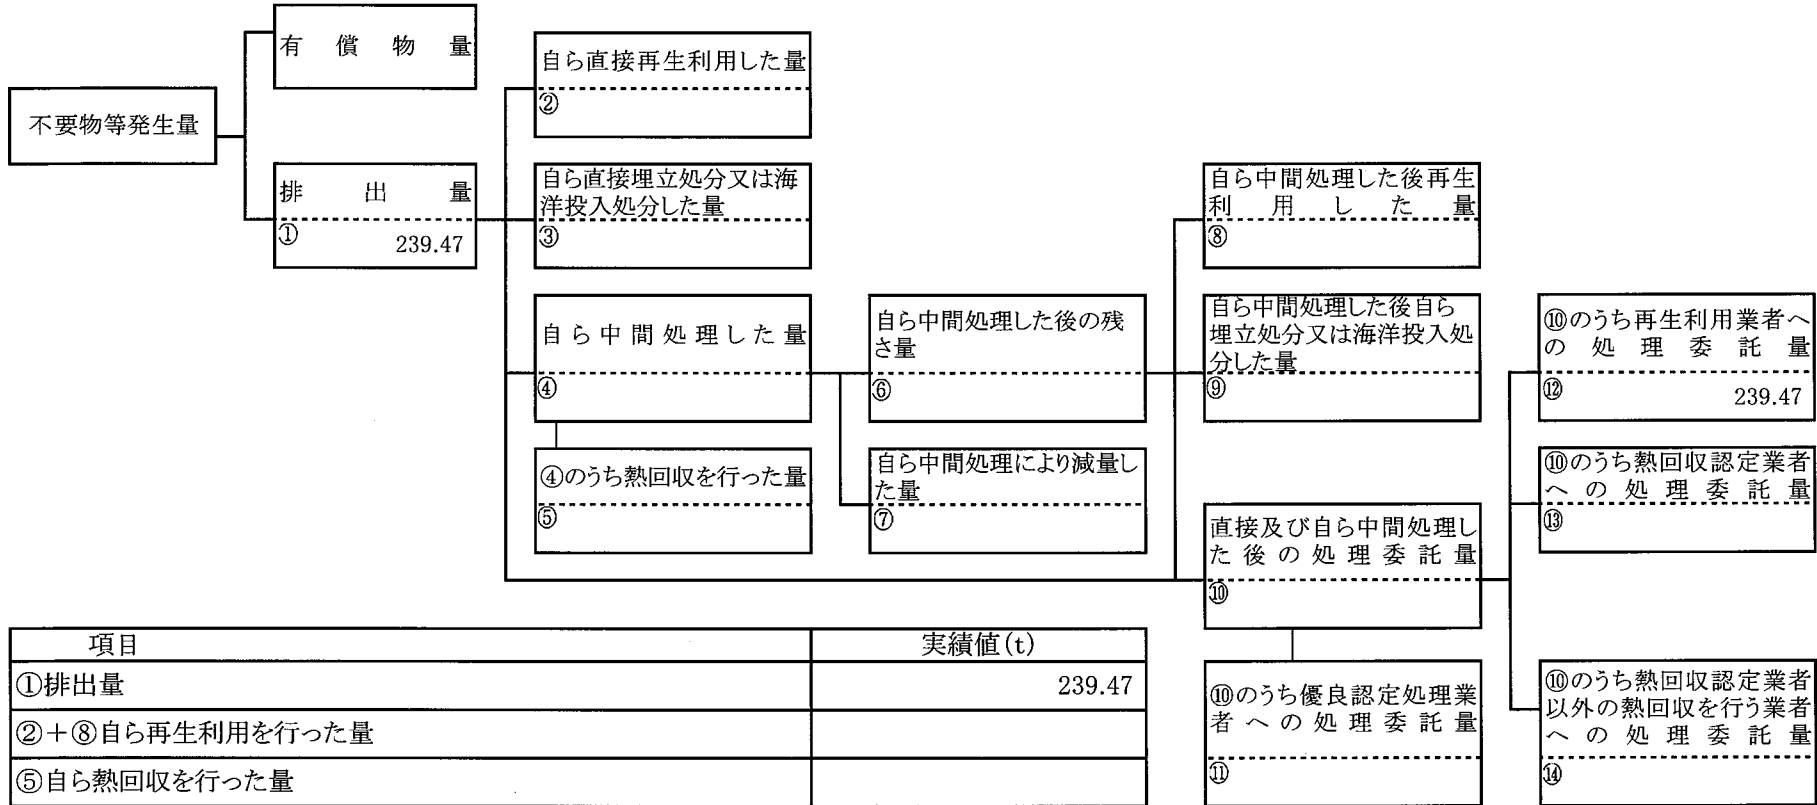 有償物量
不要物等発生量
排出量
① 239.47
自ら直接再生利用した量
②
自ら直接埋立処分又は海
洋投入処分した量
③
自ら中間処理した量
④
④のうち熱回収を行った量
⑤
自ら中間処理した後の残
さ量
⑥
自ら中間処理により減量し
た量
⑦
自ら中間処理した後再生
利用した量
⑧
自ら中間処理した後自ら
埋立処分又は海洋投入処
分した量
⑨
直接及び自ら中間処理し
た後の処理委託量
⑩
⑩のうち優良認定処理業
者への処理委託量
⑪
⑩のうち再生利用業者へ
の処理委託量
⑫ 239.47
⑩のうち熱回収認定業者
への処理委託量
⑬
⑩のうち熱回収認定業者
以外の熱回収を行う業者
への処理委託量
⑭
項目 実績値(t)
①排出量 239.47
②+⑧自ら再生利用を行った量
⑤自ら熱回収を行った量